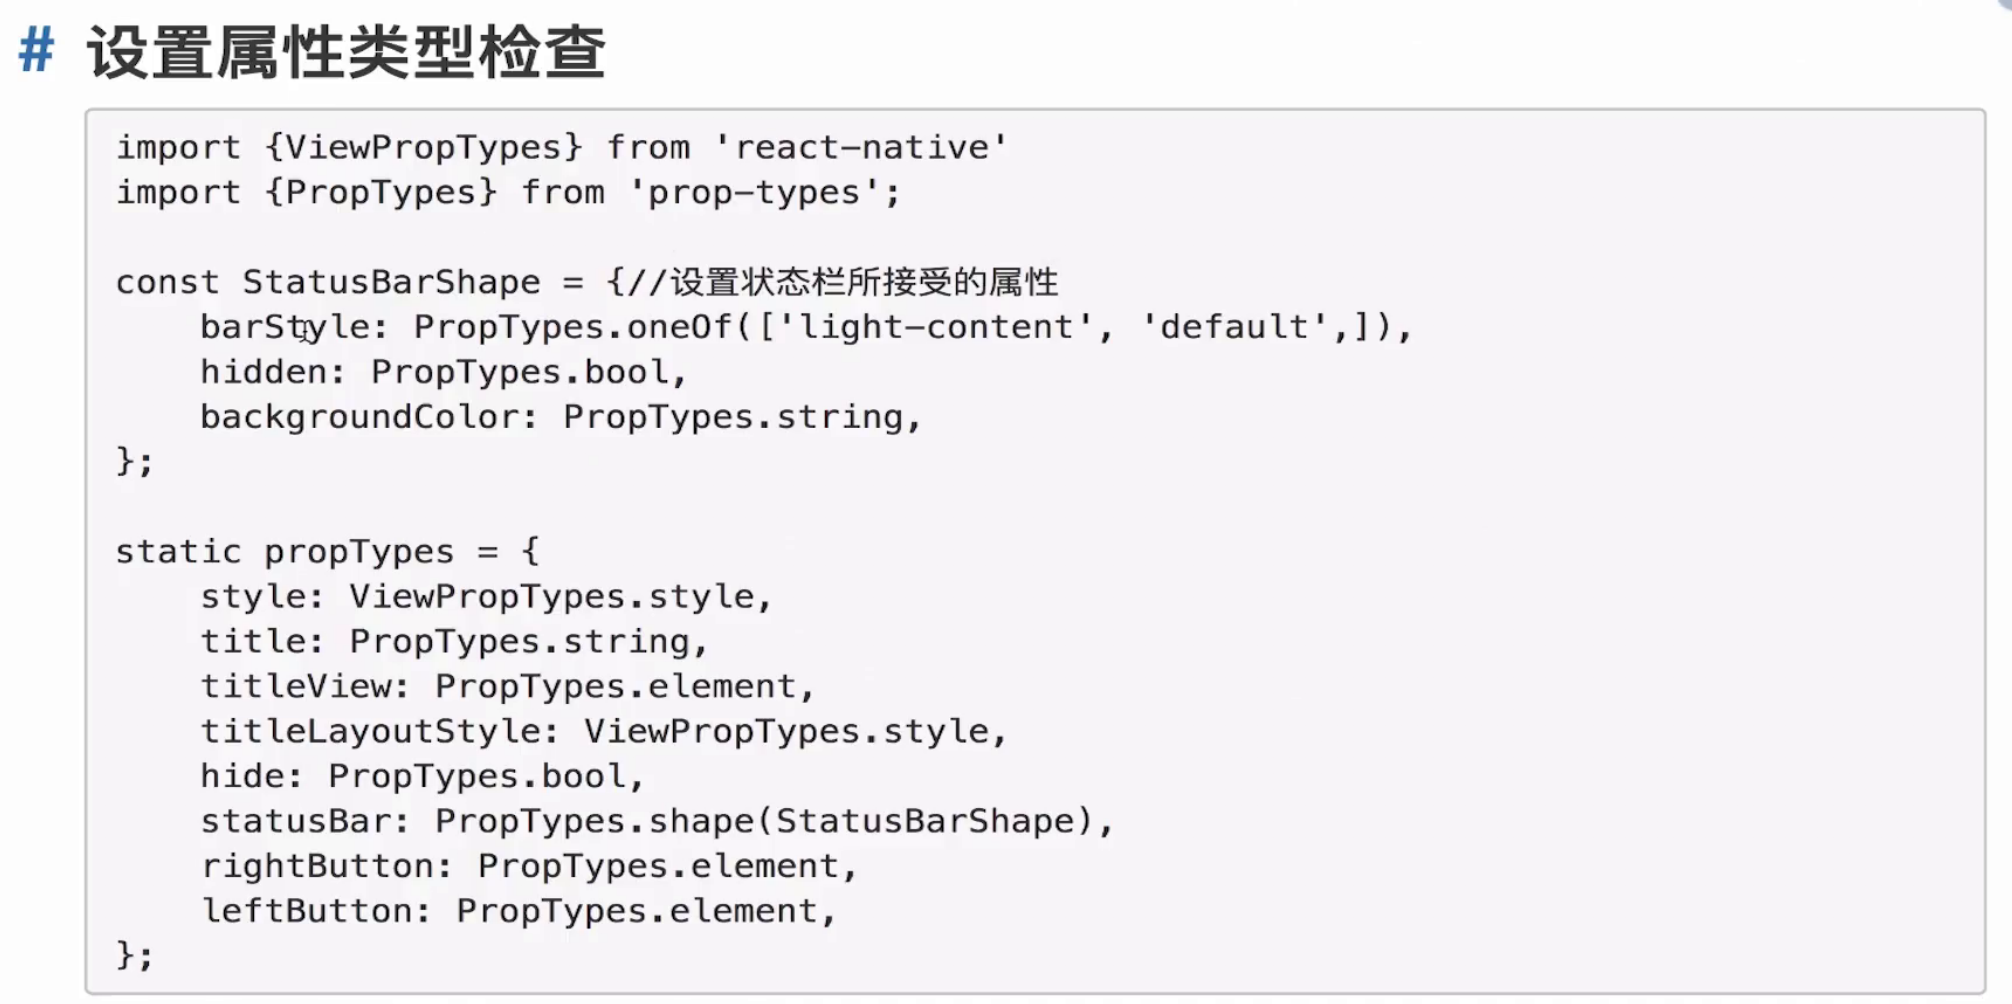 # 设置属性类型检查
import {ViewPropTypes} from 'react-native'
import {PropTypes} from 'prop-types';
const StatusBarShape = {//设置状态栏所接受的属性
    barStyle: PropTypes.oneOf(['light-content', 'default',]),
    hidden: PropTypes.bool,
    backgroundColor: PropTypes.string,
};
static propTypes = {
    style: ViewPropTypes.style,
    title: PropTypes.string,
    titleView: PropTypes.element,
    titleLayoutStyle: ViewPropTypes.style,
    hide: PropTypes.bool,
    statusBar: PropTypes.shape(StatusBarShape),
    rightButton: PropTypes.element,
    leftButton: PropTypes.element,
};